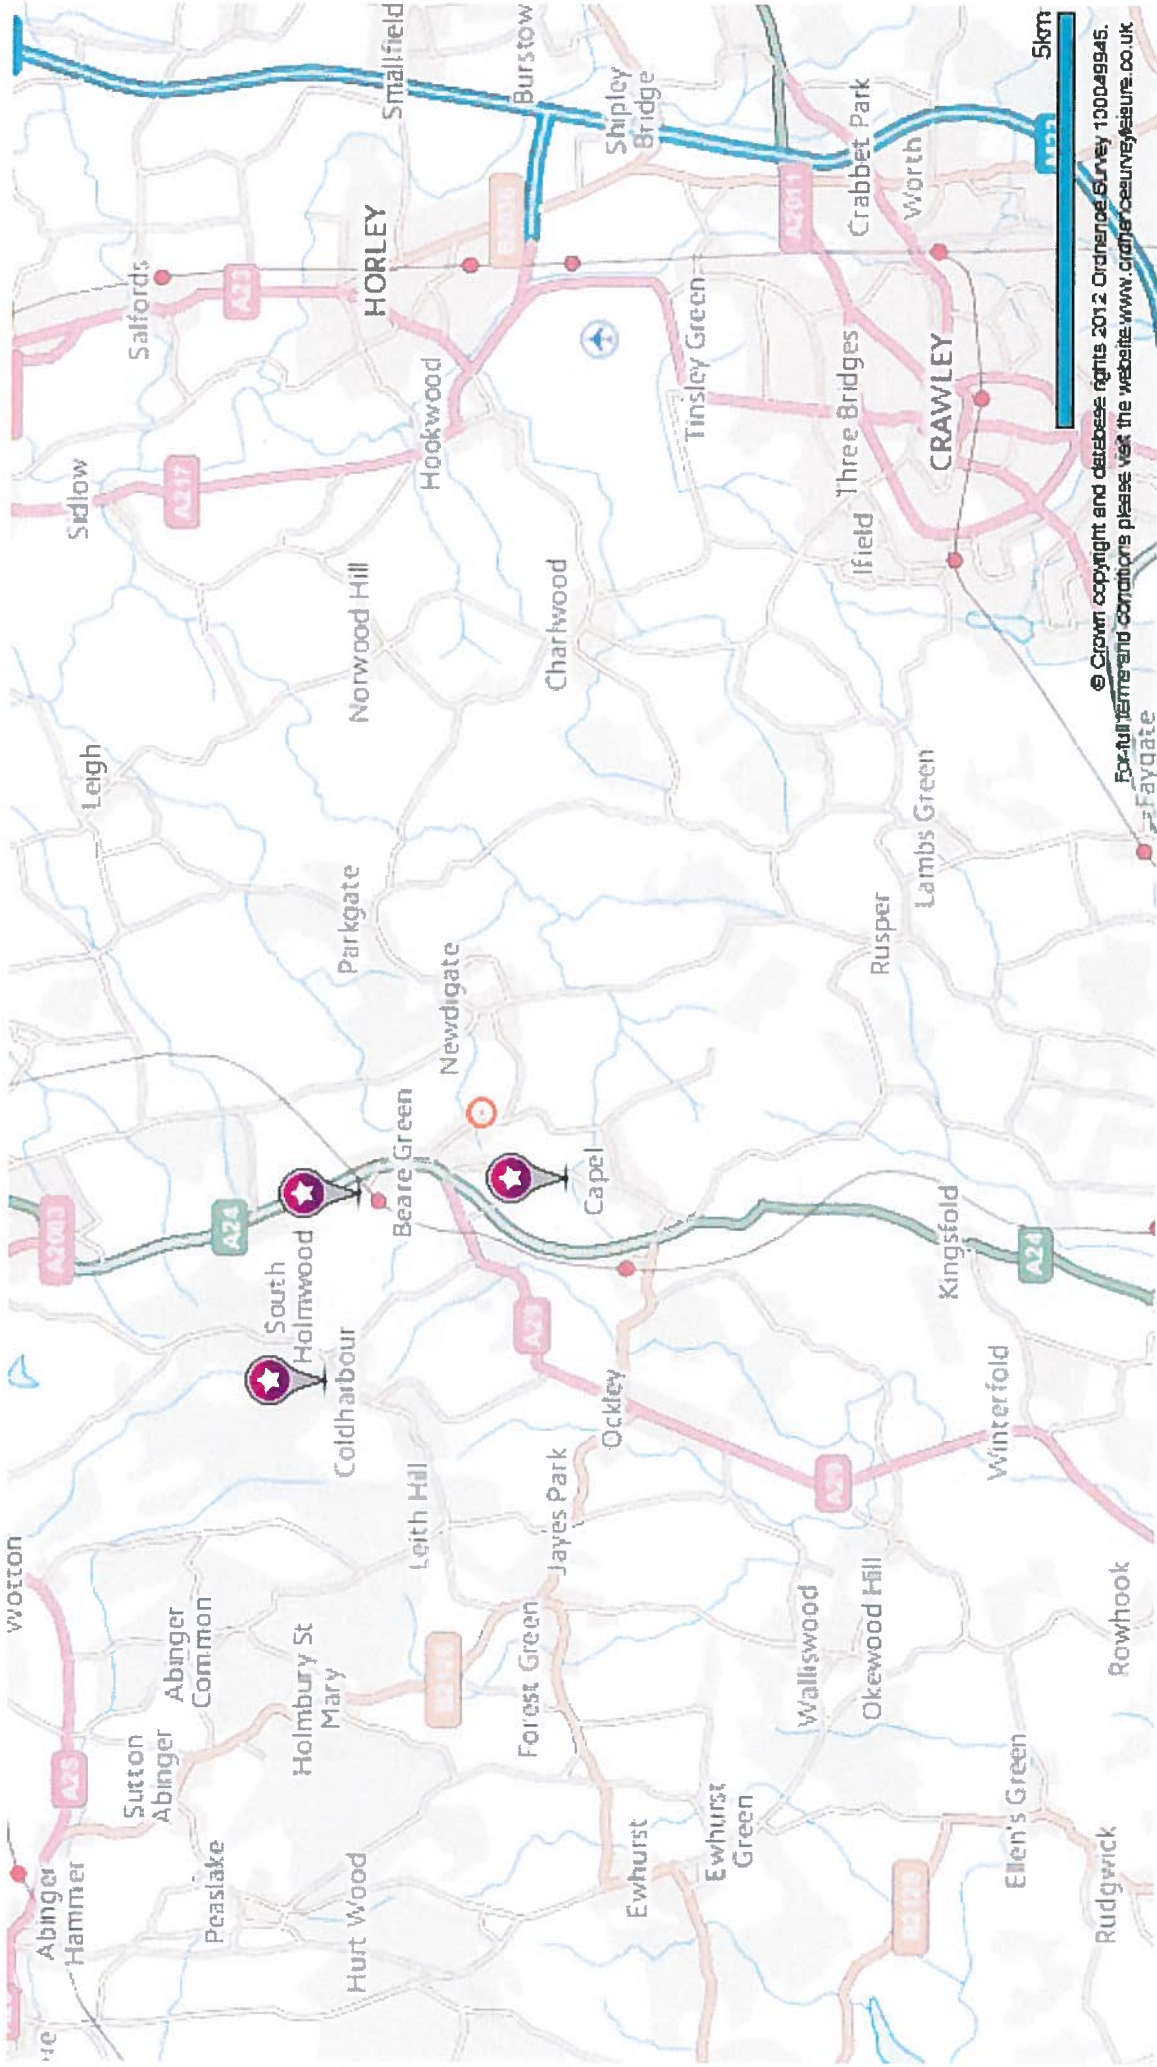 Abinger
Hammer
A25
Wotton
A2003
Leigh
Sidlow
Sutton
Abinger
Abinger
Common
A24
A217
Salfords
A23
Peaslake
Holmbury St
Mary
South
Holmwood
Coldharbour
Parkgate
Norwood Hill
HORLEY
Smallfield
Hurt Wood
Leith Hill
Beare Green
Newdigate
Hookwood
Forest Green
Jayes Park
A29
Charlwood
Burstow
Ewhurst
Ockley
Capel
Shipley
Bridge
Ewhurst
Green
Tinsley Green
A2011
Walliswood
A29
Okewood Hill
Rusper
Ifield
Three Bridges
Crabbet Park
Lambs Green
CRAWLEY
Worth
Ellen's Green
Winterfold
Kingsfold
A24
5km
Rudgwick
Rowhook
Faygate
© Crown copyright and database rights 2012 Ordnance Survey 100049945.
For full terms and conditions please visit the website www.ordnancesurveyleisure.co.uk